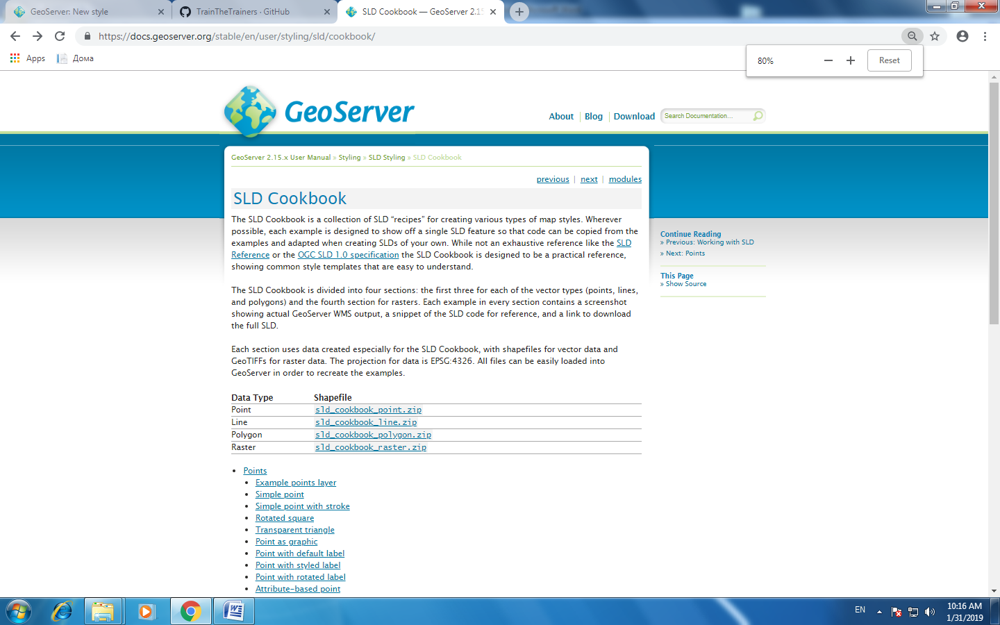 GeoServer: New style
TrainTheTrainers · GitHub
SLD Cookbook — GeoServer 2.15
https://docs.geoserver.org/stable/en/user/styling/sld/cookbook/
Apps
Дома
80%
Reset
GeoServer
About
Blog
Download
Search Documentation...
GeoServer 2.15.x User Manual » Styling » SLD Styling » SLD Cookbook
previous | next | modules
SLD Cookbook
The SLD Cookbook is a collection of SLD “recipes” for creating various types of map styles. Wherever
possible, each example is designed to show off a single SLD feature so that code can be copied from the
examples and adapted when creating SLDs of your own. While not an exhaustive reference like the SLD
Reference or the OGC SLD 1.0 specification the SLD Cookbook is designed to be a practical reference,
showing common style templates that are easy to understand.
The SLD Cookbook is divided into four sections: the first three for each of the vector types (points, lines,
and polygons) and the fourth section for rasters. Each example in every section contains a screenshot
showing actual GeoServer WMS output, a snippet of the SLD code for reference, and a link to download
the full SLD.
Each section uses data created especially for the SLD Cookbook, with shapefiles for vector data and
GeoTIFFs for raster data. The projection for data is EPSG:4326. All files can be easily loaded into
GeoServer in order to recreate the examples.
Data Type Shapefile
Point sld_cookbook_point.zip
Line sld_cookbook_line.zip
Polygon sld_cookbook_polygon.zip
Raster sld_cookbook_raster.zip
• Points
• Example points layer
• Simple point
• Simple point with stroke
• Rotated square
• Transparent triangle
• Point as graphic
• Point with default label
• Point with styled label
• Point with rotated label
• Attribute-based point
Continue Reading
» Previous: Working with SLD
» Next: Points
This Page
» Show Source
EN
10:16 AM
1/31/2019